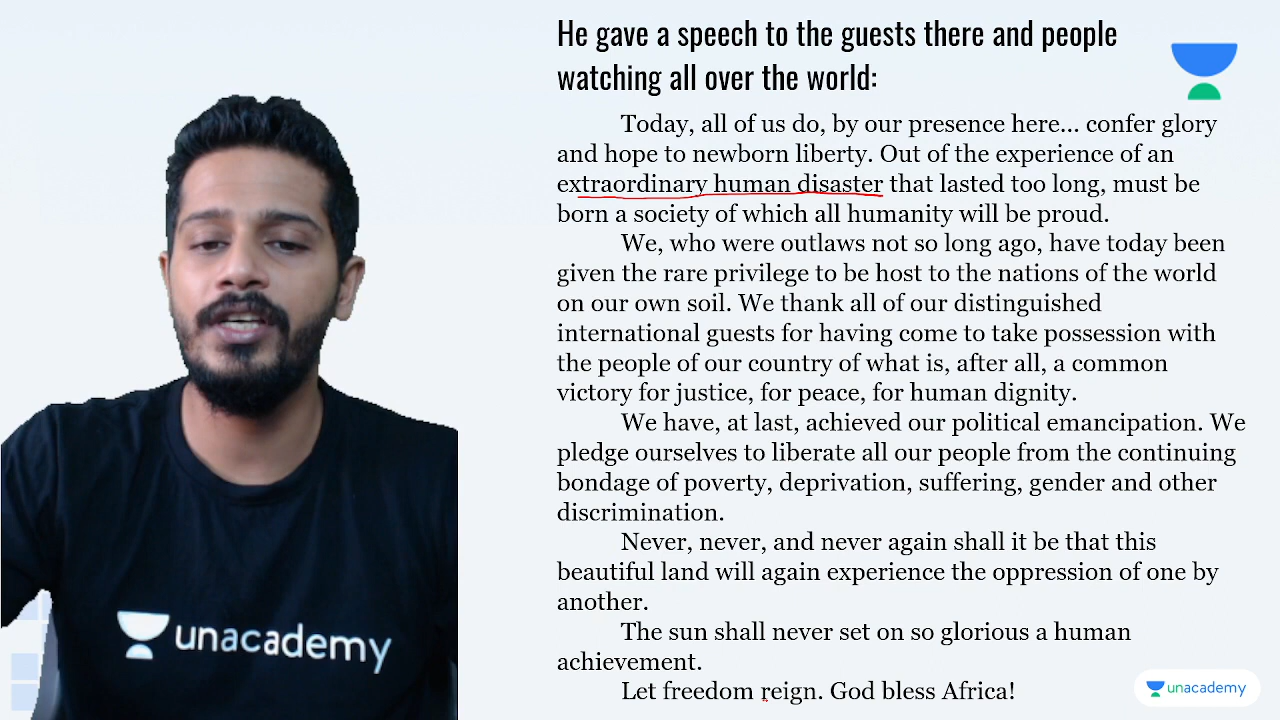 He gave a speech to the guests there and people
watching all over the world:
Today, all of us do, by our presence here... confer glory
and hope to newborn liberty. Out of the experience of an
extraordinary human disaster that lasted too long, must be
born a society of which all humanity will be proud.
We, who were outlaws not so long ago, have today been
given the rare privilege to be host to the nations of the world
on our own soil. We thank all of our distinguished
international guests for having come to take possession with
the people of our country of what is, after all, a common
victory for justice, for peace, for human dignity.
We have, at last, achieved our political emancipation. We
pledge ourselves to liberate all our people from the continuing
bondage of poverty, deprivation, suffering, gender and other
discrimination.
Never, never, and never again shall it be that this
beautiful land will again experience the oppression of one by
another.
The sun shall never set on so glorious a human
achievement.
Let freedom reign. God bless Africa!
unacademy
unacademy